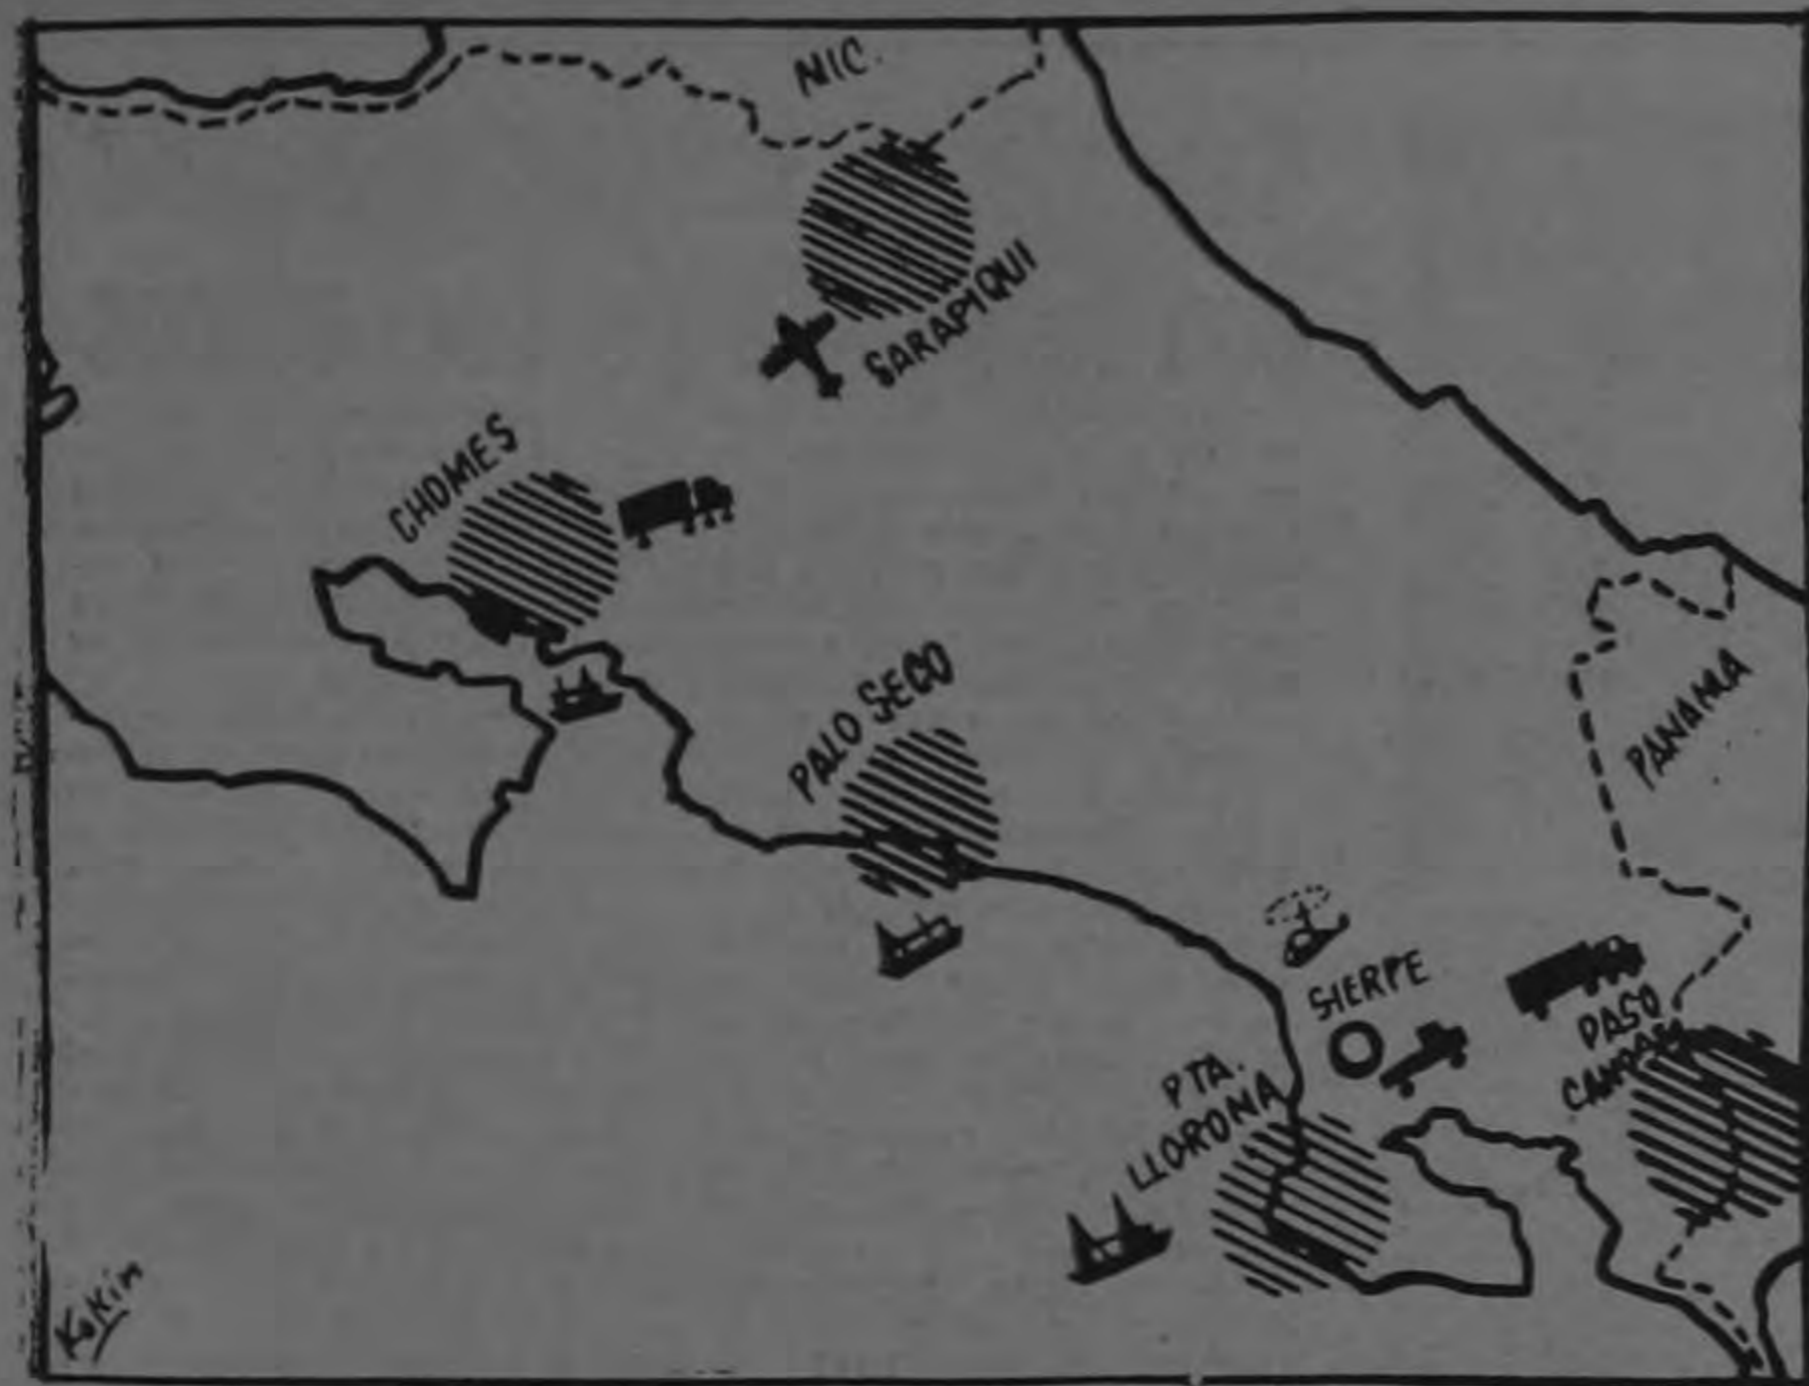 NIC.
SARAPIQUI
CHOMES
PALO SECO
PANAMA
SIERPE
PASO
PTA.
LLORONA
Kokin